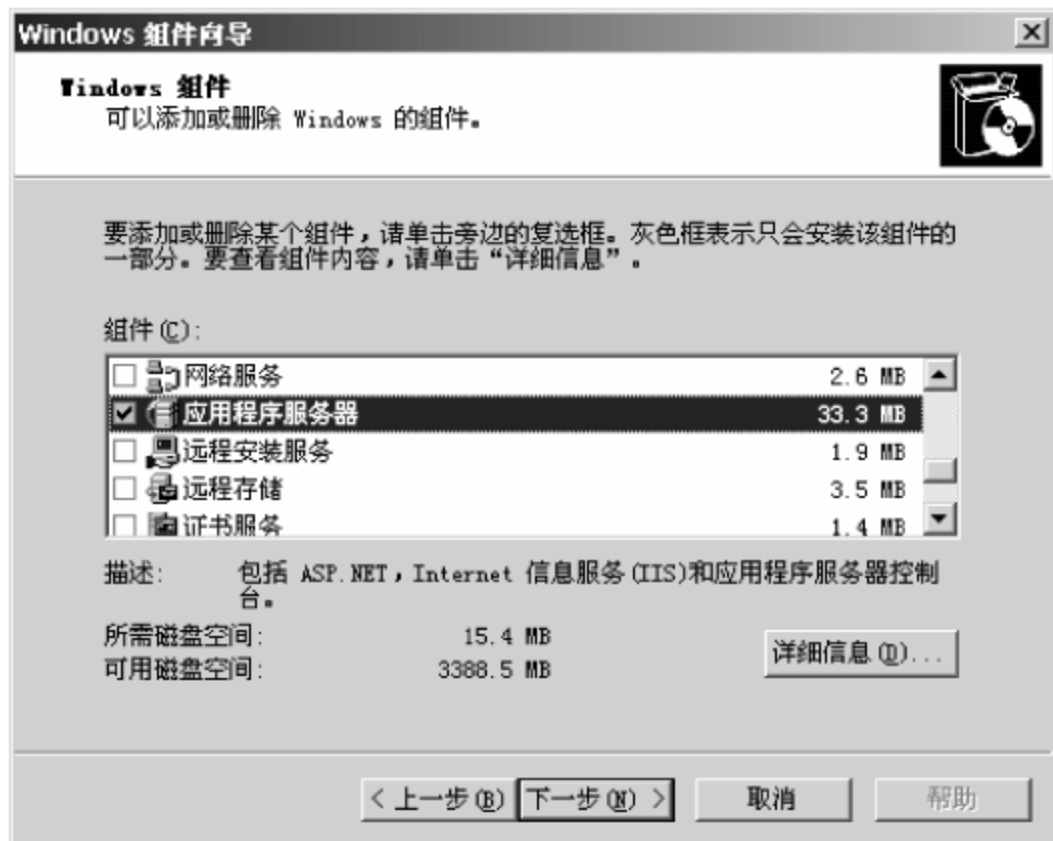 Windows 组件向导
Windows 组件
可以添加或删除 Windows 的组件。
要添加或删除某个组件，请单击旁边的复选框。灰色框表示只会安装该组件的
一部分。要查看组件内容，请单击“详细信息”。
组件(C):
网络服务 2.6 MB
应用程序服务器 33.3 MB
远程安装服务 1.9 MB
远程存储 3.5 MB
证书服务 1.4 MB
描述: 包括 ASP.NET，Internet 信息服务(IIS)和应用程序服务器控制
台。
所需磁盘空间: 15.4 MB
可用磁盘空间: 3388.5 MB
详细信息(D)...
< 上一步(B) 下一步(N) > 取消 帮助